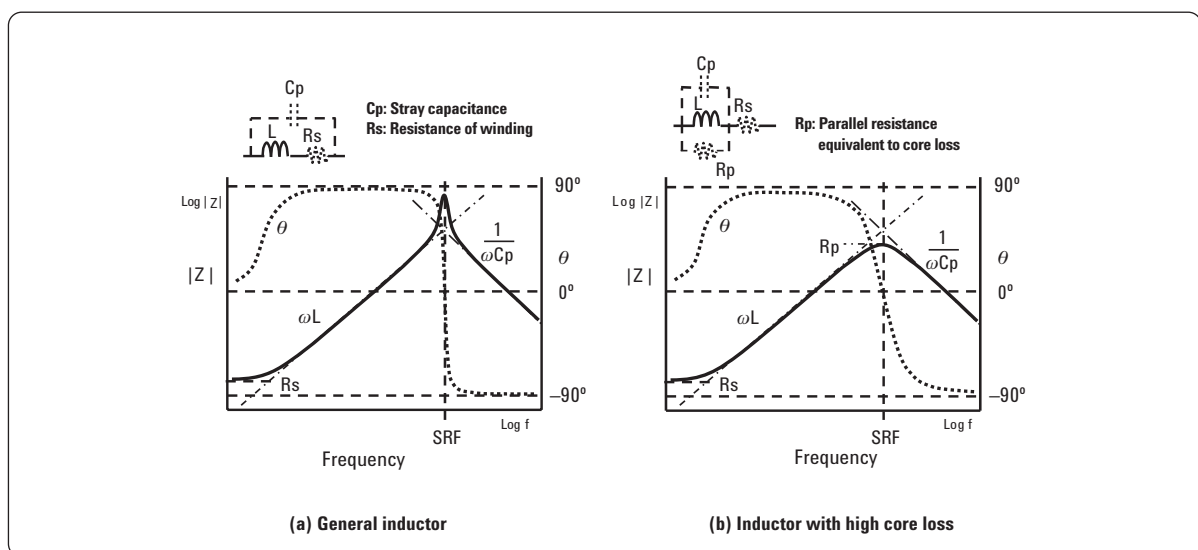 Cp
L
Rs
Cp: Stray capacitance
Rs: Resistance of winding
Log |Z|
θ
|Z|
ωL
Rs
1
ωCp
90º
θ
0º
–90º
Log f
SRF
Frequency
(a) General inductor
Cp
L
Rs
Rp
Rp: Parallel resistance
equivalent to core loss
Log |Z|
θ
|Z|
Rp
ωL
Rs
1
ωCp
90º
θ
0º
–90º
Log f
SRF
Frequency
(b) Inductor with high core loss